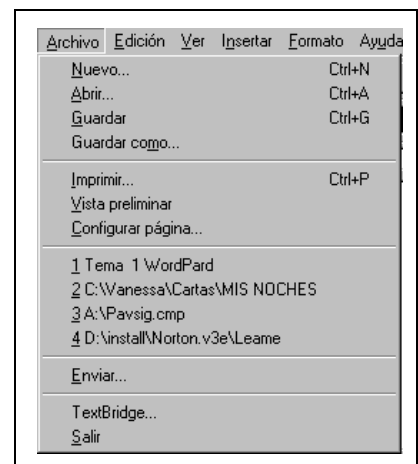 Archivo Edición Ver Insertar Formato Ayuda
Nuevo... Ctrl+N
Abrir... Ctrl+A
Guardar Ctrl+G
Guardar como...
Imprimir... Ctrl+P
Vista preliminar
Configurar página...
1 Tema 1 WordPard
2 C:\Vanessa\Cartas\MIS NOCHES
3 A:\Pavsig.cmp
4 D:\install\Norton.v3e\Leame
Enviar...
TextBridge...
Salir